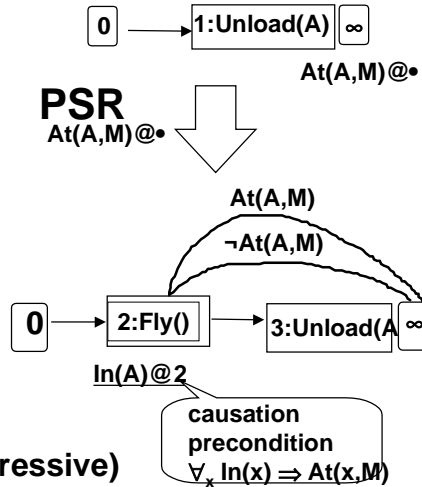 0
1:Unload(A)
∞
At(A,M)@•
PSR
At(A,M)@•
At(A,M)
¬At(A,M)
0
2:Fly()
3:Unload(A
∞
In(A)@2
causation
precondition
∀x In(x) ⇒ At(x,M)
ressive)